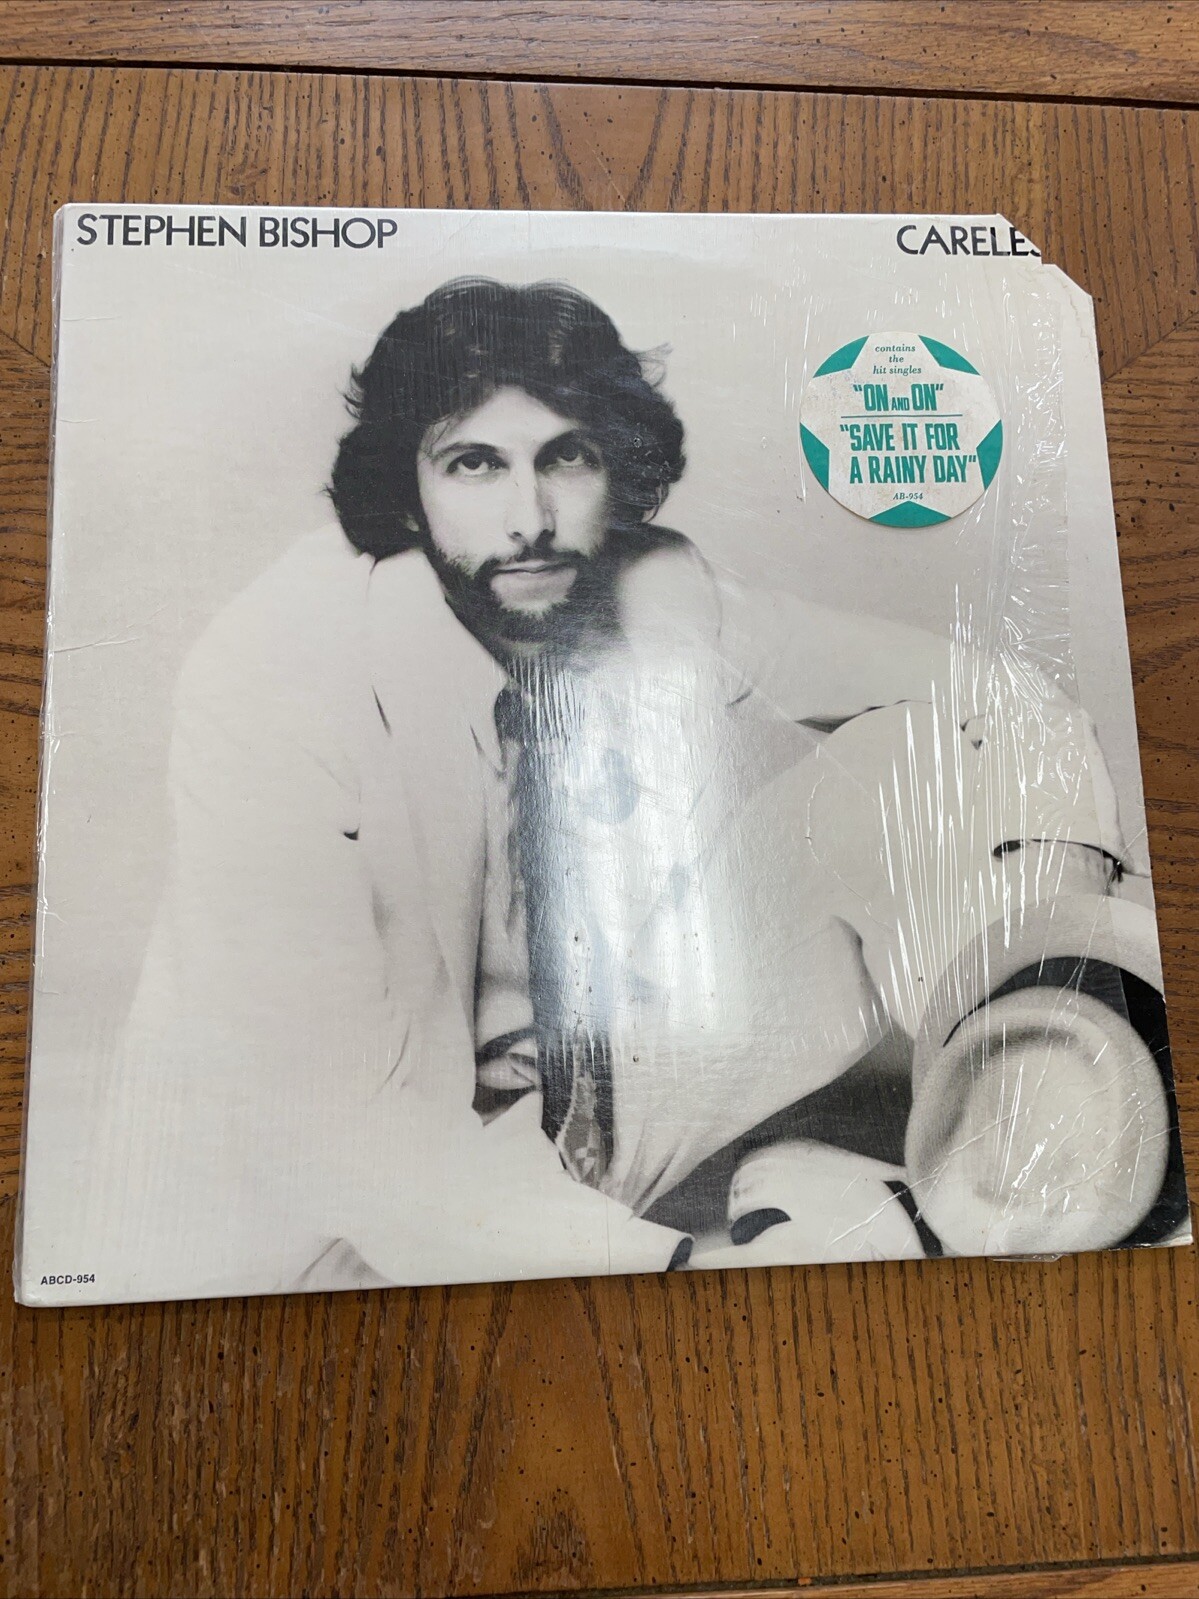 STEPHEN BISHOP
CARELES
contains
the
hit singles
"ON AND ON"
"SAVE IT FOR
A RAINY DAY"
AB-954
ABCD-954